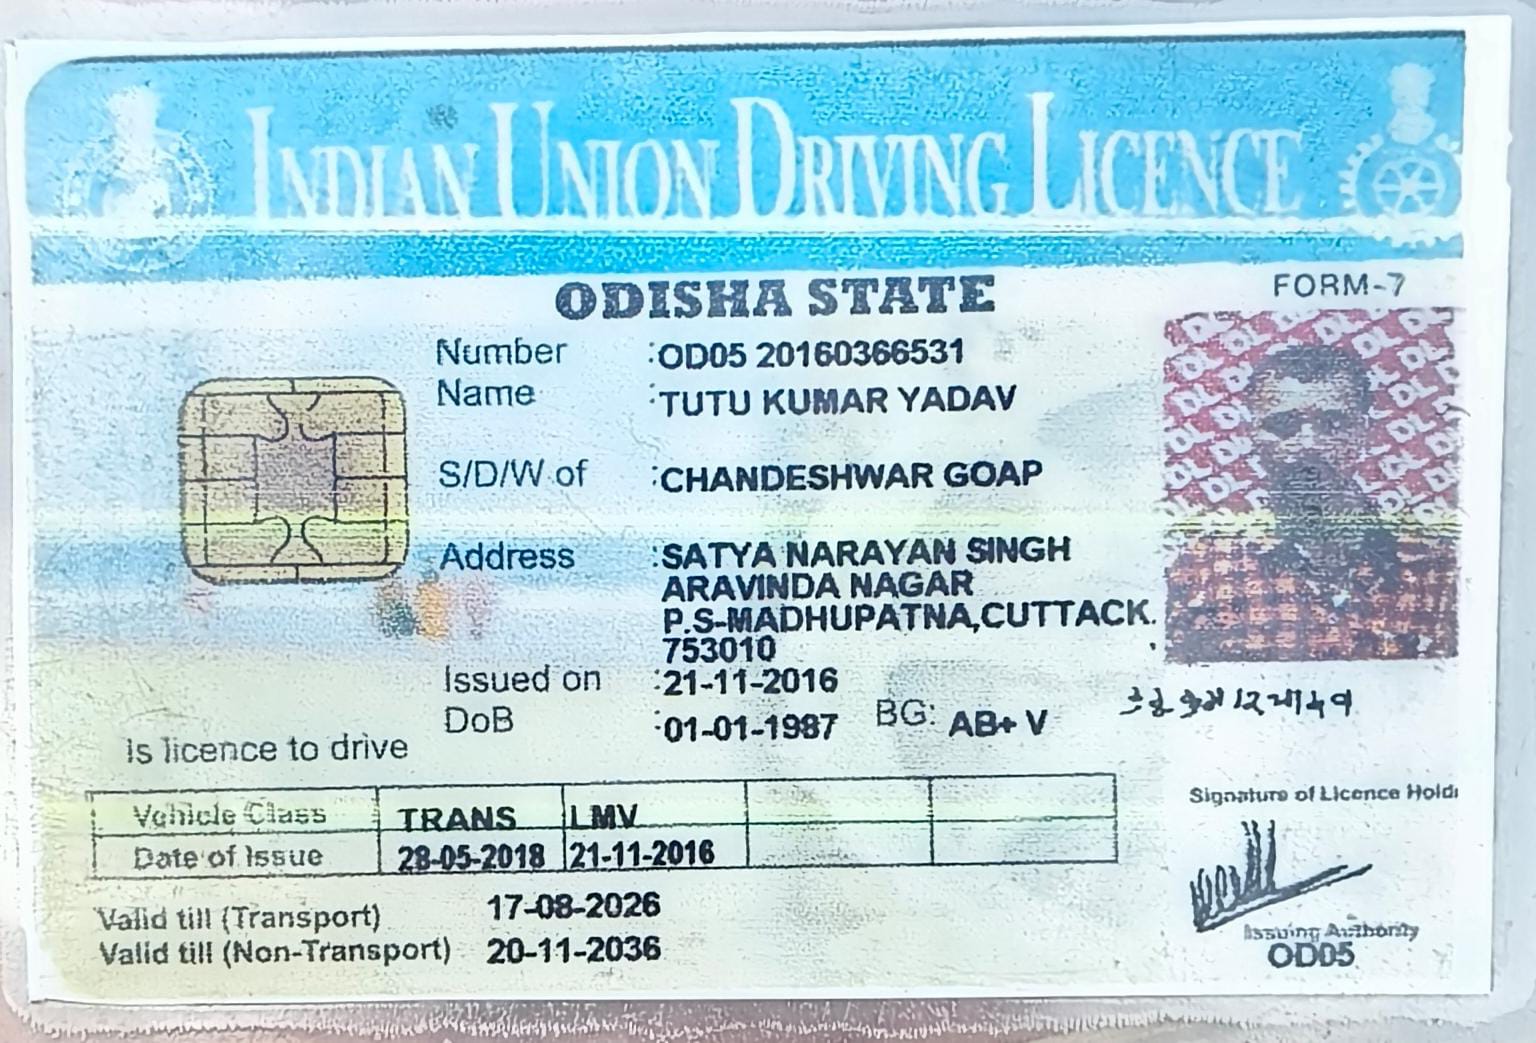 INDIAN UNION DRIVING LICENCE
ODISHA STATE
FORM-7
Number :OD05 20160366531
Name :TUTU KUMAR YADAV
S/D/W of :CHANDESHWAR GOAP
Address :SATYA NARAYAN SINGH
ARAVINDA NAGAR
P.S-MADHUPATNA,CUTTACK.
753010
Issued on :21-11-2016
DoB :01-01-1987 BG: AB+ V
Is licence to drive
Vehicle Class TRANS LMV
Date of Issue 28-05-2018 21-11-2016
Valid till (Transport) 17-08-2026
Valid till (Non-Transport) 20-11-2036
Signature of Licence Hold
Issuing Authority
OD05